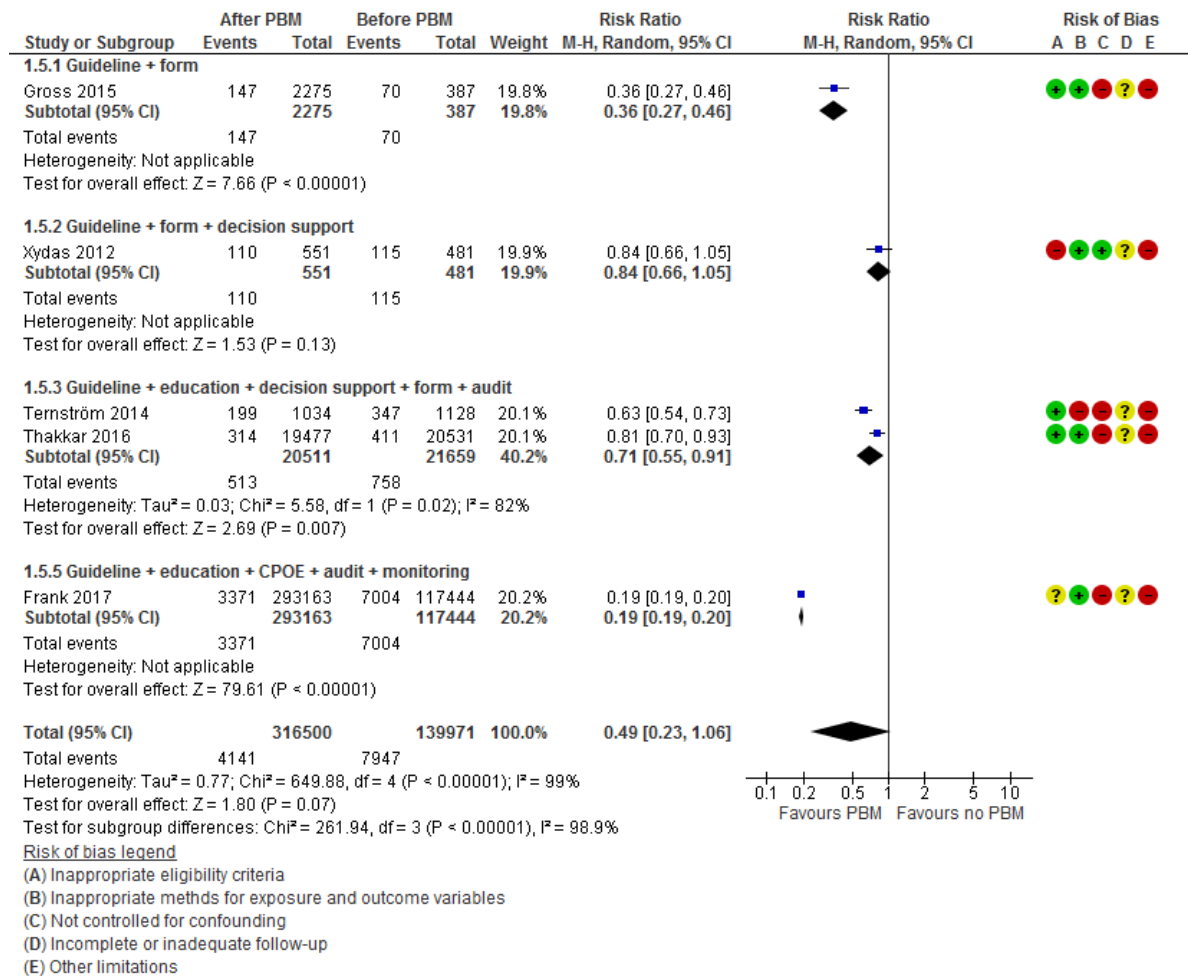 After PBM Before PBM Risk Ratio Risk Ratio Risk of Bias
Study or Subgroup Events Total Events Total Weight M-H, Random, 95% CI M-H, Random, 95% CI A B C D E
1.5.1 Guideline + form
Gross 2015 147 2275 70 387 19.8% 0.36 [0.27, 0.46] + + - ? -
Subtotal (95% CI) 2275 387 19.8% 0.36 [0.27, 0.46]
Total events 147 70
Heterogeneity: Not applicable
Test for overall effect: Z = 7.66 (P < 0.00001)
1.5.2 Guideline + form + decision support
Xydas 2012 110 551 115 481 19.9% 0.84 [0.66, 1.05] - + + ? -
Subtotal (95% CI) 551 481 19.9% 0.84 [0.66, 1.05]
Total events 110 115
Heterogeneity: Not applicable
Test for overall effect: Z = 1.53 (P = 0.13)
1.5.3 Guideline + education + decision support + form + audit
Ternström 2014 199 1034 347 1128 20.1% 0.63 [0.54, 0.73] + - - ? -
Thakkar 2016 314 19477 411 20531 20.1% 0.81 [0.70, 0.93] + + - ? -
Subtotal (95% CI) 20511 21659 40.2% 0.71 [0.55, 0.91]
Total events 513 758
Heterogeneity: Tau² = 0.03; Chi² = 5.58, df = 1 (P = 0.02); I² = 82%
Test for overall effect: Z = 2.69 (P = 0.007)
1.5.5 Guideline + education + CPOE + audit + monitoring
Frank 2017 3371 293163 7004 117444 20.2% 0.19 [0.19, 0.20] ? + - ? -
Subtotal (95% CI) 293163 117444 20.2% 0.19 [0.19, 0.20]
Total events 3371 7004
Heterogeneity: Not applicable
Test for overall effect: Z = 79.61 (P < 0.00001)
Total (95% CI) 316500 139971 100.0% 0.49 [0.23, 1.06]
Total events 4141 7947
Heterogeneity: Tau² = 0.77; Chi² = 649.88, df = 4 (P < 0.00001); I² = 99%
Test for overall effect: Z = 1.80 (P = 0.07)
Test for subgroup differences: Chi² = 261.94, df = 3 (P < 0.00001), I² = 98.9%
0.1 0.2 0.5 1 2 5 10
Favours PBM Favours no PBM
Risk of bias legend
(A) Inappropriate eligibility criteria
(B) Inappropriate methds for exposure and outcome variables
(C) Not controlled for confounding
(D) Incomplete or inadequate follow-up
(E) Other limitations